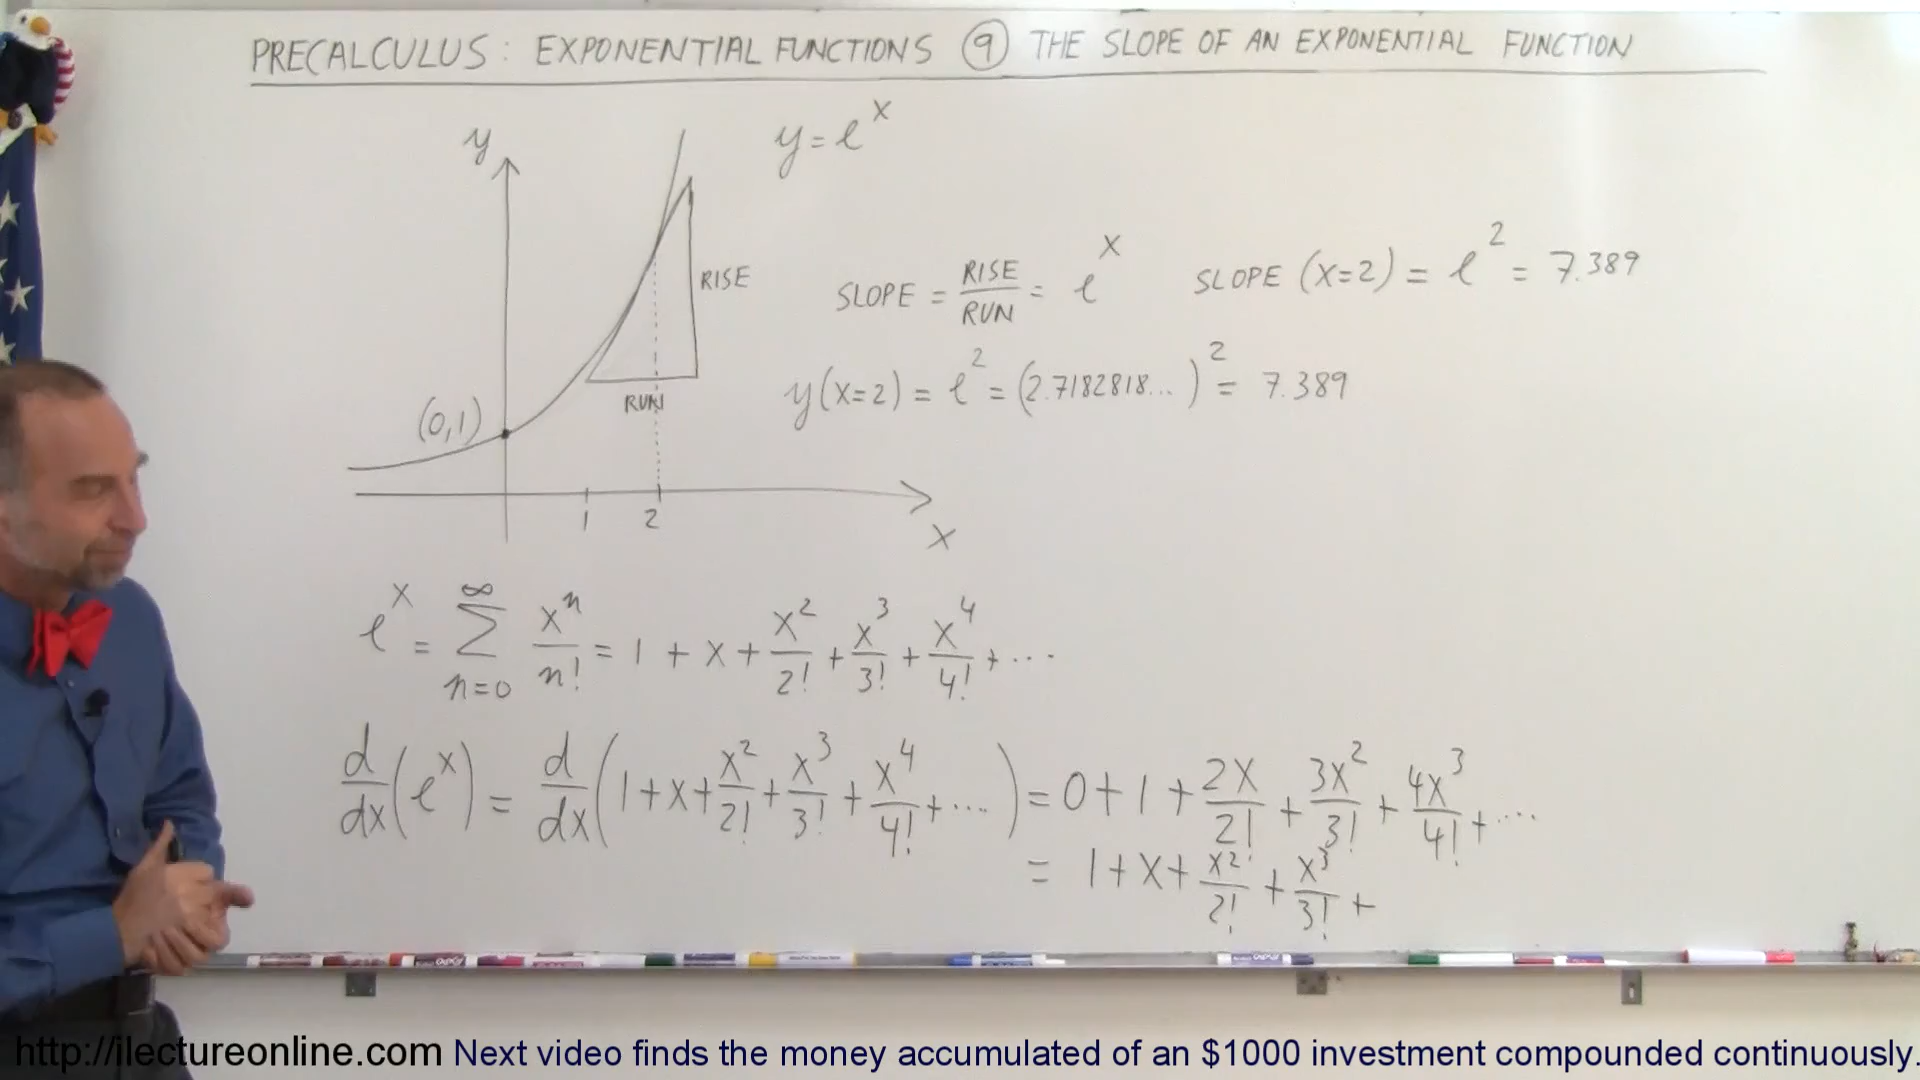 PRECALCULUS: EXPONENTIAL FUNCTIONS ⑨ THE SLOPE OF AN EXPONENTIAL FUNCTION
y
y = e^x
RISE
SLOPE = RISE/RUN = e^x
SLOPE (x=2) = e^2 = 7.389
RUN
y(x=2) = e^2 = (2.7182818...)^2 = 7.389
(0,1)
1 2
x
e^x = ∑_{n=0}^{∞} x^n/n! = 1 + x + x^2/2! + x^3/3! + x^4/4! + ...
d/dx (e^x) = d/dx (1 + x + x^2/2! + x^3/3! + x^4/4! + ....) = 0 + 1 + 2x/2! + 3x^2/3! + 4x^3/4! + ...
= 1 + x + x^2/2! + x^3/3! +
http://ilectureonline.com Next video finds the money accumulated of an $1000 investment compounded continuously.